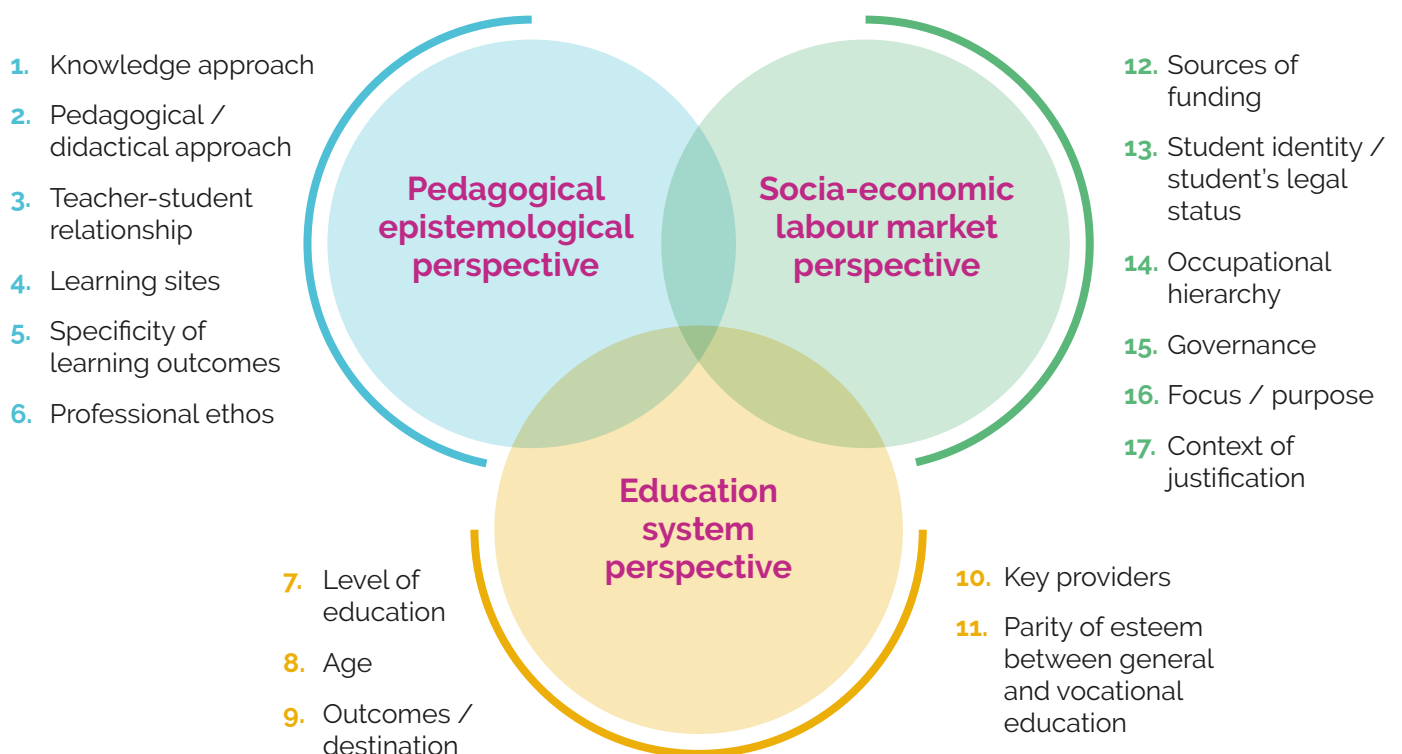 1. Knowledge approach
2. Pedagogical /
didactical approach
3. Teacher-student
relationship
4. Learning sites
5. Specificity of
learning outcomes
6. Professional ethos
Pedagogical
epistemological
perspective
Socia-economic
labour market
perspective
12. Sources of
funding
13. Student identity /
student's legal
status
14. Occupational
hierarchy
15. Governance
16. Focus / purpose
17. Context of
justification
Education
system
perspective
7. Level of
education
8. Age
9. Outcomes /
destination
10. Key providers
11. Parity of esteem
between general
and vocational
education